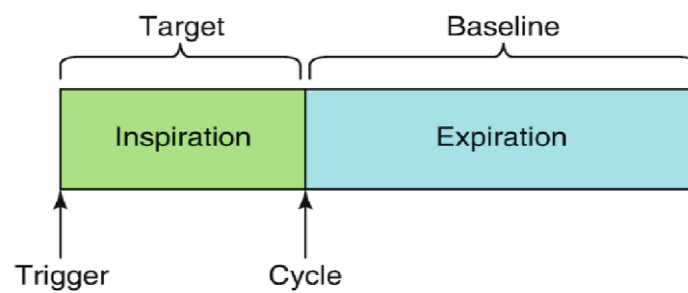 Target
Baseline
Inspiration
Expiration
Trigger
Cycle